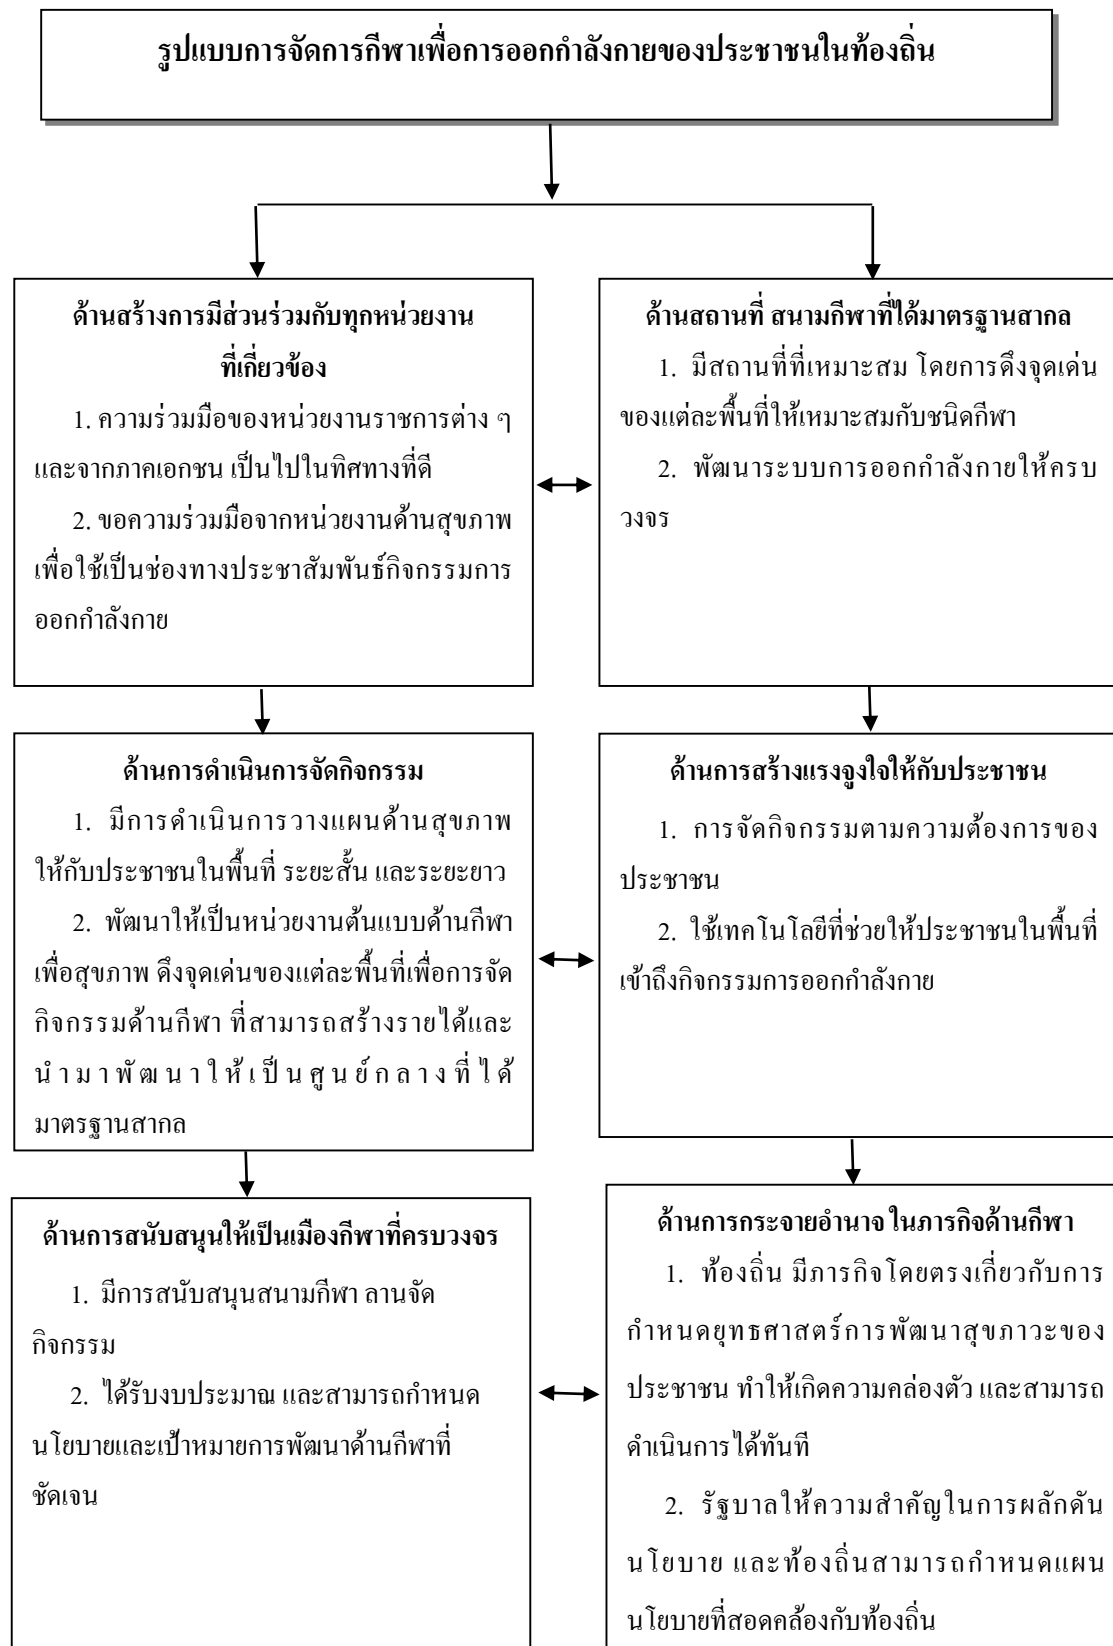 รูปแบบการจัดการกีฬาเพื่อการออกกำลังกายของประชาชนในท้องถิ่น
ด้านสร้างการมีส่วนร่วมกับทุกหน่วยงาน
ที่เกี่ยวข้อง
1. ความร่วมมือของหน่วยงานราชการต่าง ๆ
และจากภาคเอกชน เป็นไปในทิศทางที่ดี
2. ขอความร่วมมือจากหน่วยงานด้านสุขภาพ
เพื่อใช้เป็นช่องทางประชาสัมพันธ์กิจกรรมการ
ออกกำลังกาย
ด้านสถานที่ สนามกีฬาที่ได้มาตรฐานสากล
1. มีสถานที่ที่เหมาะสม โดยการดึงจุดเด่น
ของแต่ละพื้นที่ให้เหมาะสมกับชนิดกีฬา
2. พัฒนาระบบการออกกำลังกายให้ครบ
วงจร
ด้านการดำเนินการจัดกิจกรรม
1. มีการดำเนินการวางแผนด้านสุขภาพ
ให้กับประชาชนในพื้นที่ ระยะสั้น และระยะยาว
2. พัฒนาให้เป็นหน่วยงานต้นแบบด้านกีฬา
เพื่อสุขภาพ ดึงจุดเด่นของแต่ละพื้นที่เพื่อการจัด
กิจกรรมด้านกีฬา ที่สามารถสร้างรายได้และ
นำมาพัฒนาให้เป็นศูนย์กลางที่ได้
มาตรฐานสากล
ด้านการสร้างแรงจูงใจให้กับประชาชน
1. การจัดกิจกรรมตามความต้องการของ
ประชาชน
2. ใช้เทคโนโลยีที่ช่วยให้ประชาชนในพื้นที่
เข้าถึงกิจกรรมการออกกำลังกาย
ด้านการสนับสนุนให้เป็นเมืองกีฬาที่ครบวงจร
1. มีการสนับสนุนสนามกีฬา ลานจัด
กิจกรรม
2. ได้รับงบประมาณ และสามารถกำหนด
นโยบายและเป้าหมายการพัฒนาด้านกีฬาที่
ชัดเจน
ด้านการกระจายอำนาจ ในภารกิจด้านกีฬา
1. ท้องถิ่น มีภารกิจโดยตรงเกี่ยวกับการ
กำหนดยุทธศาสตร์การพัฒนาสุขภาวะของ
ประชาชน ทำให้เกิดความคล่องตัว และสามารถ
ดำเนินการได้ทันที
2. รัฐบาลให้ความสำคัญในการผลักดัน
นโยบาย และท้องถิ่นสามารถกำหนดแผน
นโยบายที่สอดคล้องกับท้องถิ่น